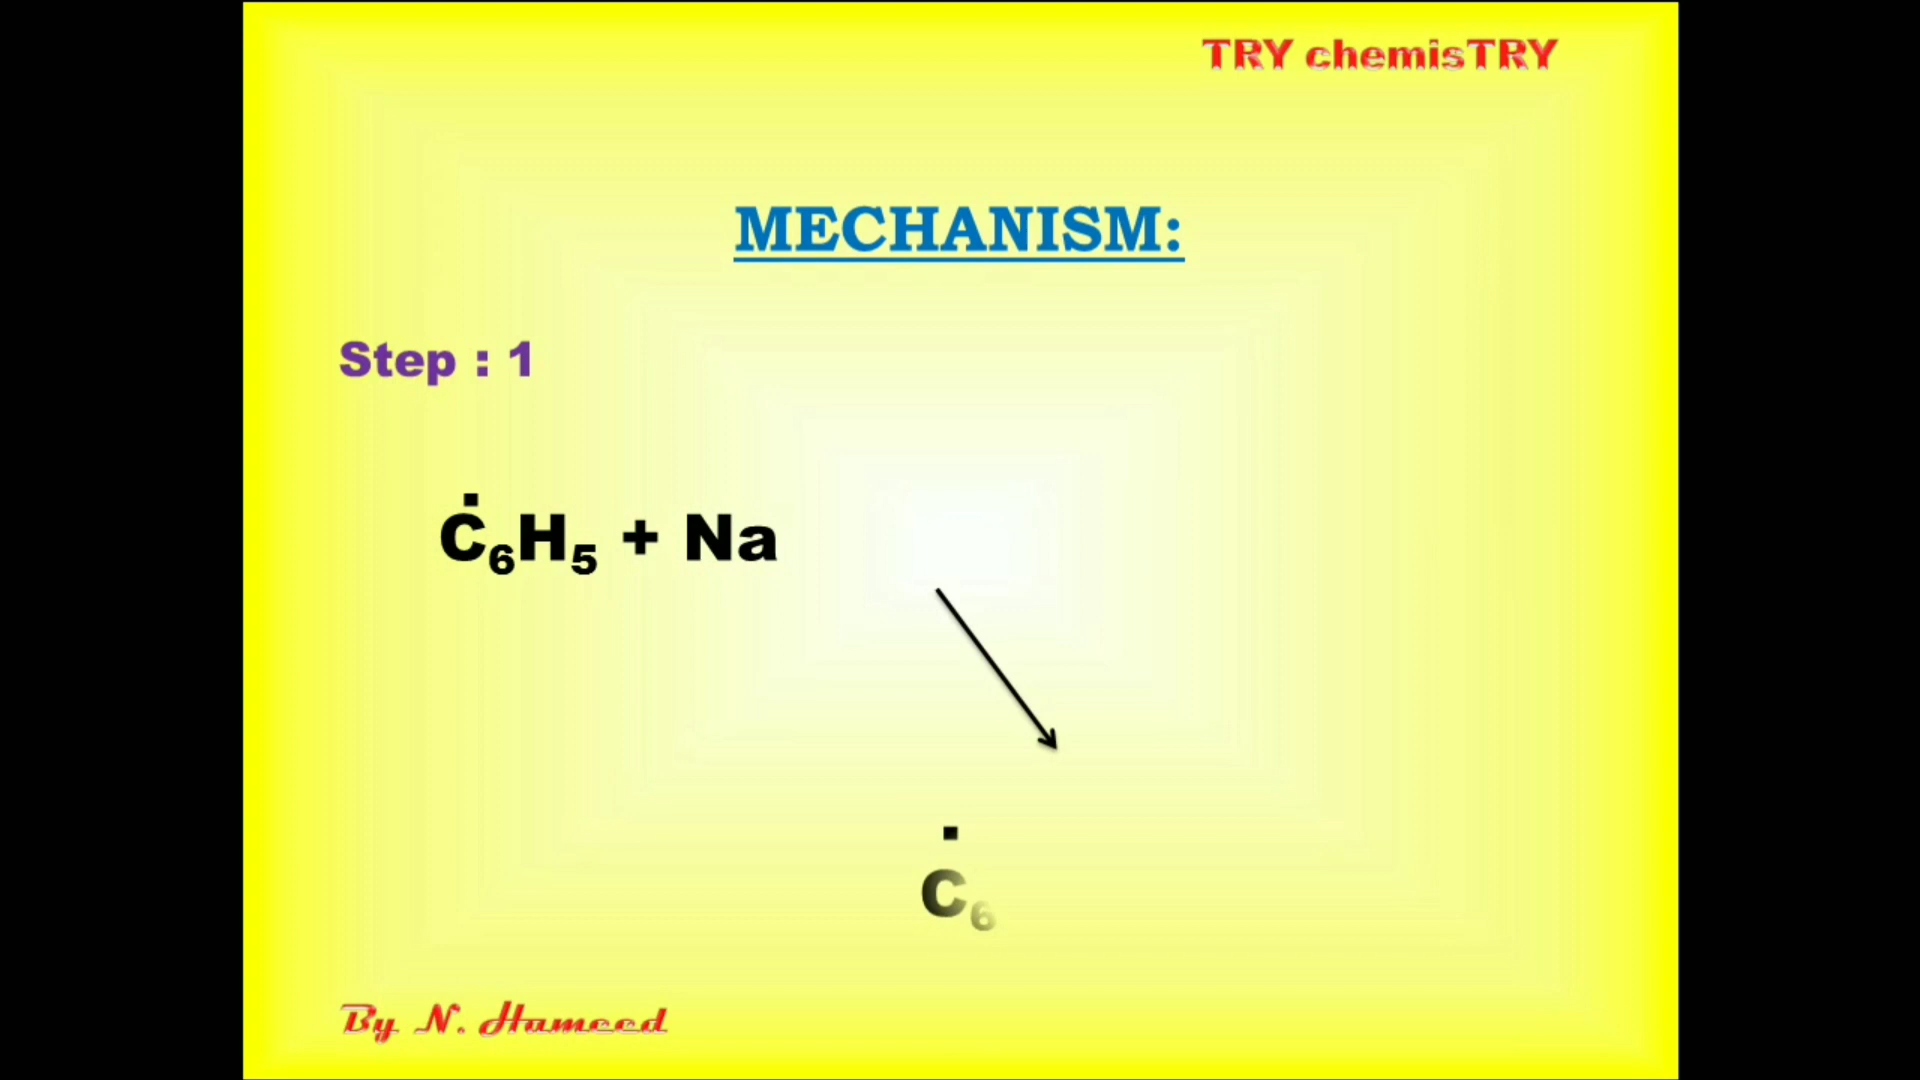 TRY chemisTRY
MECHANISM:
Step : 1
Ċ₆H₅ + Na
Ċ₆
By N. Hameed